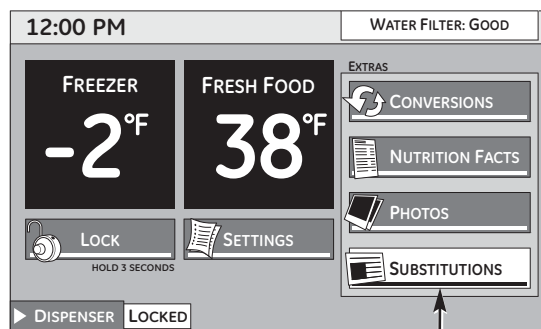 12:00 PM
WATER FILTER: GOOD
EXTRAS
FREEZER
-2°F
FRESH FOOD
38°F
CONVERSIONS
NUTRITION FACTS
PHOTOS
SUBSTITUTIONS
LOCK
HOLD 3 SECONDS
SETTINGS
DISPENSER LOCKED